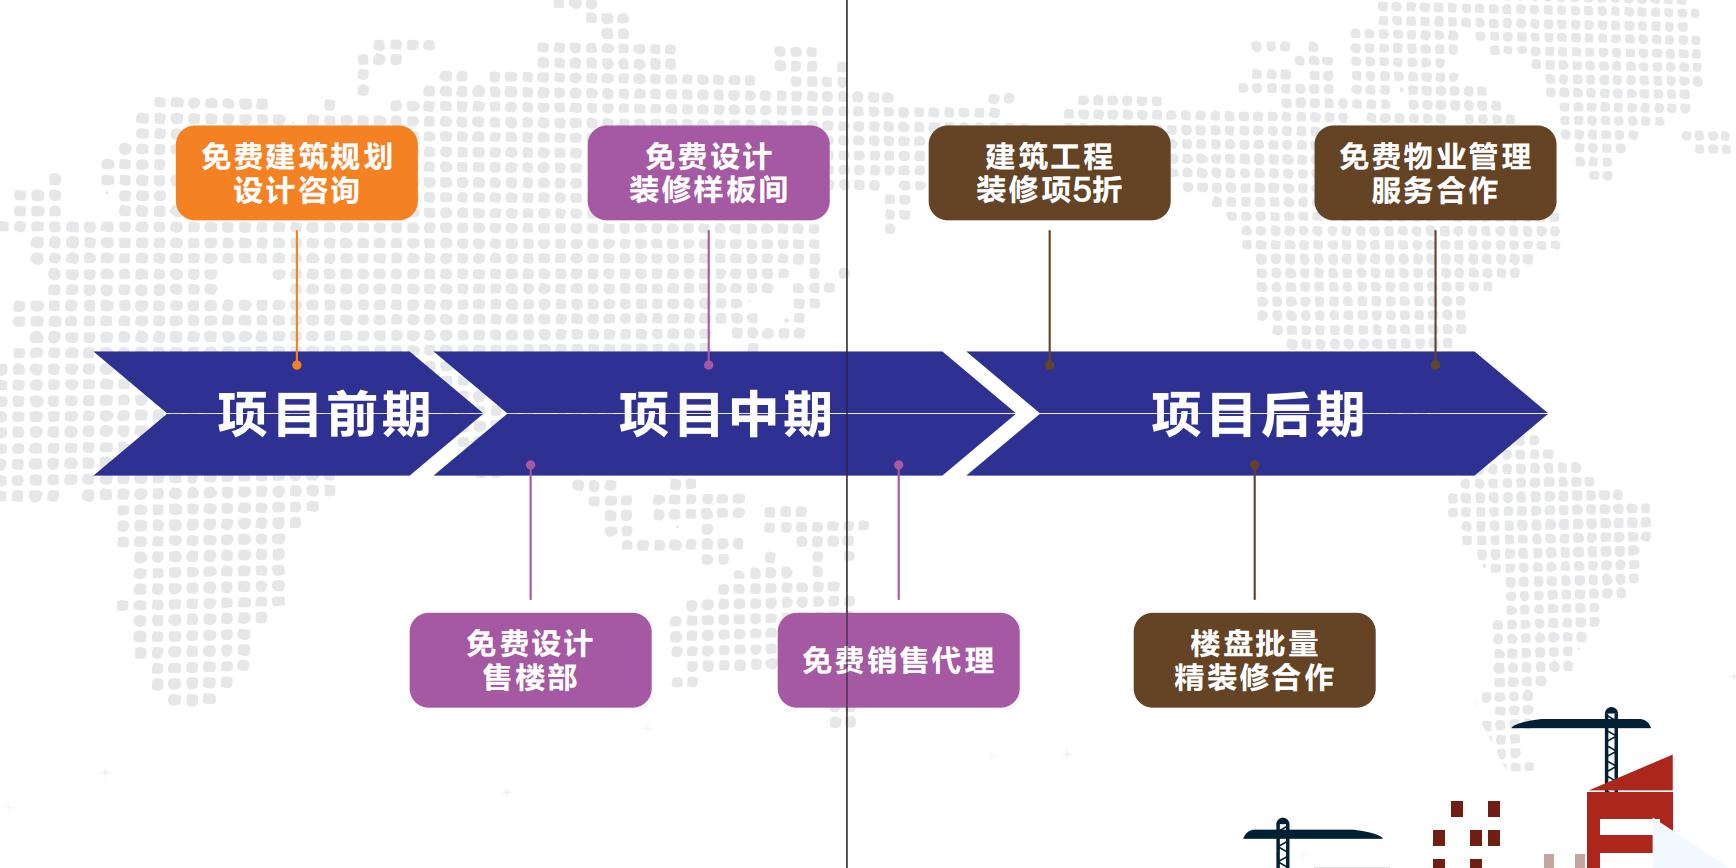 免费建筑规划
设计咨询
免费设计
装修样板间
建筑工程
装修项5折
免费物业管理
服务合作
项目前期
项目中期
项目后期
免费设计
售楼部
免费销售代理
楼盘批量
精装修合作